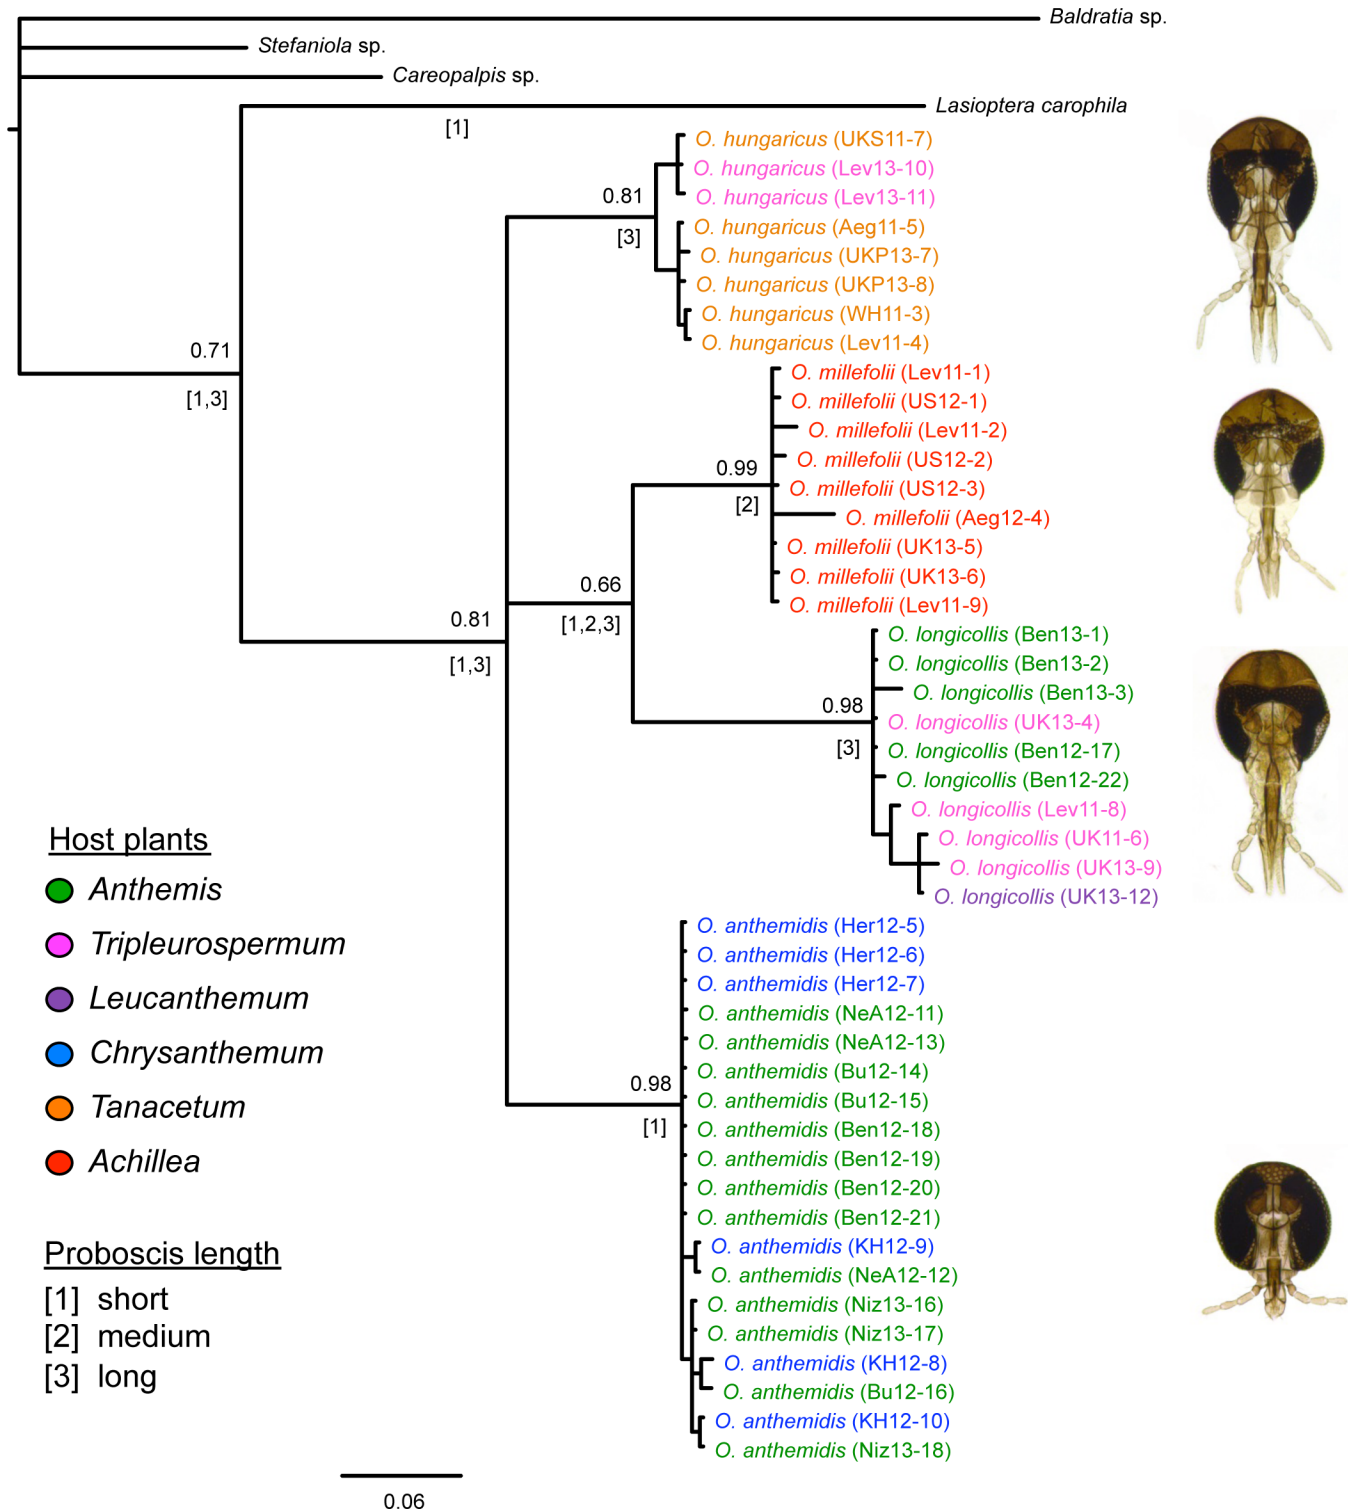 Baldratia sp.
Stefaniola sp.
Careopalpis sp.
Lasioptera carophila
[1]
O. hungaricus (UKS11-7)
O. hungaricus (Lev13-10)
O. hungaricus (Lev13-11)
0.81
[3]
O. hungaricus (Aeg11-5)
O. hungaricus (UKP13-7)
O. hungaricus (UKP13-8)
O. hungaricus (WH11-3)
O. hungaricus (Lev11-4)
0.71
[1,3]
O. millefolii (Lev11-1)
O. millefolii (US12-1)
O. millefolii (Lev11-2)
O. millefolii (US12-2)
0.99
[2]
O. millefolii (US12-3)
O. millefolii (Aeg12-4)
O. millefolii (UK13-5)
O. millefolii (UK13-6)
O. millefolii (Lev11-9)
0.66
[1,2,3]
0.81
[1,3]
O. longicollis (Ben13-1)
O. longicollis (Ben13-2)
O. longicollis (Ben13-3)
0.98
[3]
O. longicollis (UK13-4)
O. longicollis (Ben12-17)
O. longicollis (Ben12-22)
O. longicollis (Lev11-8)
O. longicollis (UK11-6)
O. longicollis (UK13-9)
O. longicollis (UK13-12)
O. anthemidis (Her12-5)
O. anthemidis (Her12-6)
O. anthemidis (Her12-7)
O. anthemidis (NeA12-11)
O. anthemidis (NeA12-13)
O. anthemidis (Bu12-14)
0.98
[1]
O. anthemidis (Bu12-15)
O. anthemidis (Ben12-18)
O. anthemidis (Ben12-19)
O. anthemidis (Ben12-20)
O. anthemidis (Ben12-21)
O. anthemidis (KH12-9)
O. anthemidis (NeA12-12)
O. anthemidis (Niz13-16)
O. anthemidis (Niz13-17)
O. anthemidis (KH12-8)
O. anthemidis (Bu12-16)
O. anthemidis (KH12-10)
O. anthemidis (Niz13-18)
Host plants
Anthemis
Tripleurospermum
Leucanthemum
Chrysanthemum
Tanacetum
Achillea
Proboscis length
[1] short
[2] medium
[3] long
0.06